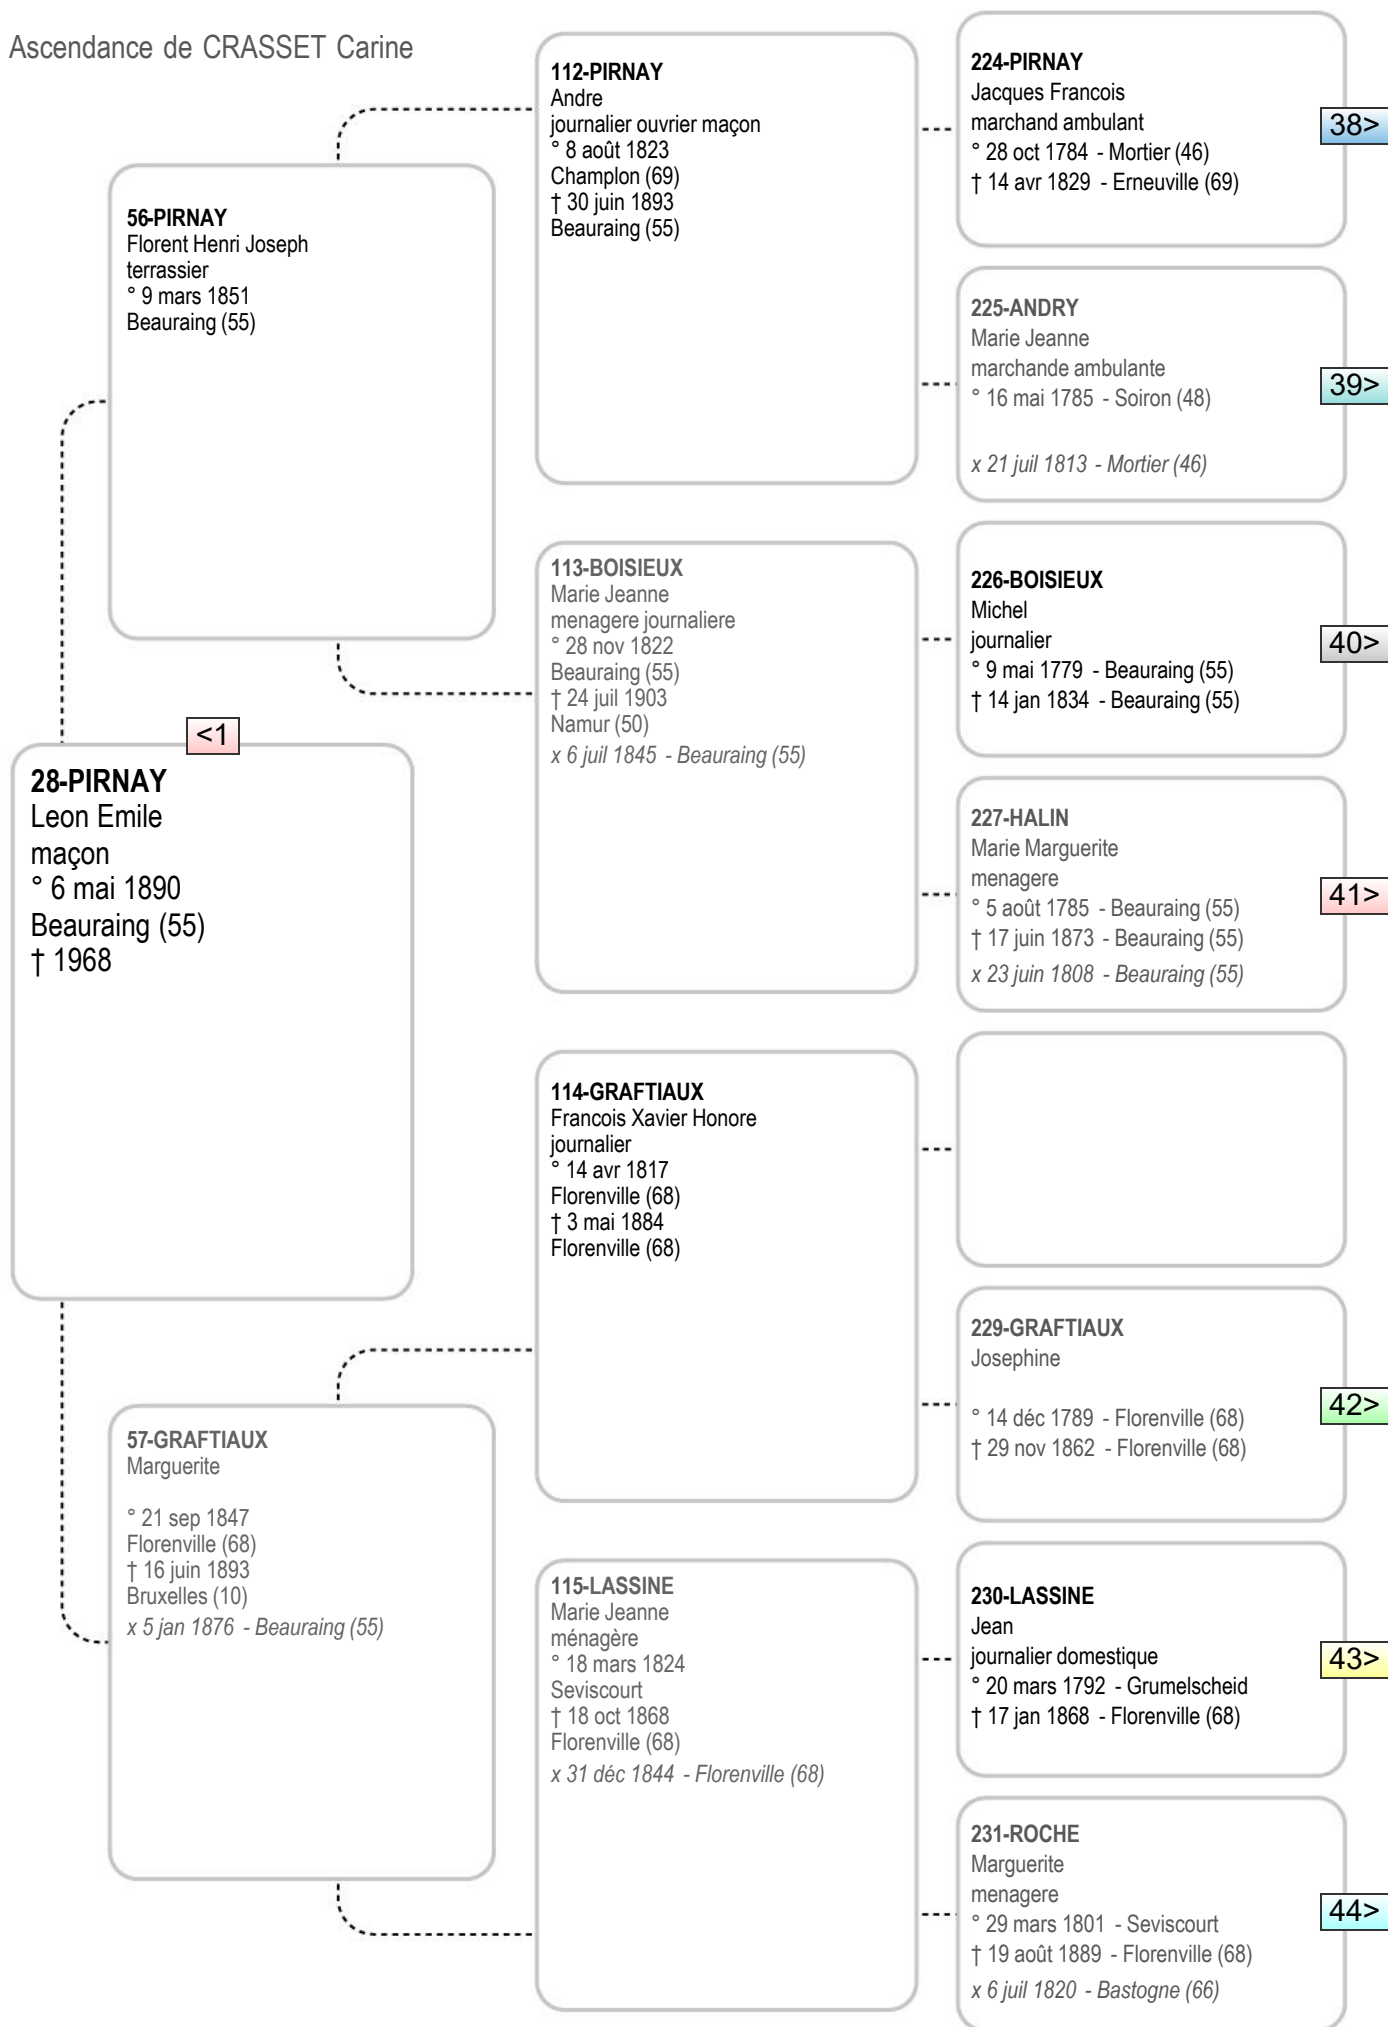 Ascendance de CRASSET Carine
56-PIRNAY
Florent Henri Joseph
terrassier
° 9 mars 1851
Beauraing (55)
<1
28-PIRNAY
Leon Emile
maçon
° 6 mai 1890
Beauraing (55)
† 1968
57-GRAFTIAUX
Marguerite
° 21 sep 1847
Florenville (68)
† 16 juin 1893
Bruxelles (10)
x 5 jan 1876 - Beauraing (55)
112-PIRNAY
Andre
journalier ouvrier maçon
° 8 août 1823
Champlon (69)
† 30 juin 1893
Beauraing (55)
113-BOISIEUX
Marie Jeanne
menagere journaliere
° 28 nov 1822
Beauraing (55)
† 24 juil 1903
Namur (50)
x 6 juil 1845 - Beauraing (55)
114-GRAFTIAUX
Francois Xavier Honore
journalier
° 14 avr 1817
Florenville (68)
† 3 mai 1884
Florenville (68)
115-LASSINE
Marie Jeanne
ménagère
° 18 mars 1824
Seviscourt
† 18 oct 1868
Florenville (68)
x 31 déc 1844 - Florenville (68)
224-PIRNAY
Jacques Francois
marchand ambulant
° 28 oct 1784 - Mortier (46)
† 14 avr 1829 - Erneuville (69)
38>
225-ANDRY
Marie Jeanne
marchande ambulante
° 16 mai 1785 - Soiron (48)
x 21 juil 1813 - Mortier (46)
39>
226-BOISIEUX
Michel
journalier
° 9 mai 1779 - Beauraing (55)
† 14 jan 1834 - Beauraing (55)
40>
227-HALIN
Marie Marguerite
menagere
° 5 août 1785 - Beauraing (55)
† 17 juin 1873 - Beauraing (55)
x 23 juin 1808 - Beauraing (55)
41>
229-GRAFTIAUX
Josephine
° 14 déc 1789 - Florenville (68)
† 29 nov 1862 - Florenville (68)
42>
230-LASSINE
Jean
journalier domestique
° 20 mars 1792 - Grumelscheid
† 17 jan 1868 - Florenville (68)
43>
231-ROCHE
Marguerite
menagere
° 29 mars 1801 - Seviscourt
† 19 août 1889 - Florenville (68)
x 6 juil 1820 - Bastogne (66)
44>